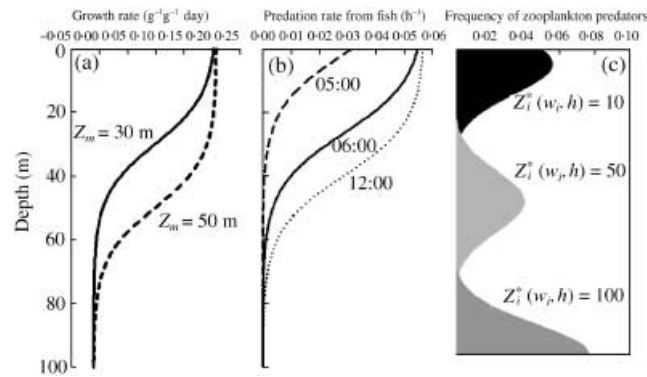 Growth rate (g⁻¹g⁻¹ day)
−0·05 0·00 0·05 0·10 0·15 0·20 0·25
Predation rate from fish (h⁻¹)
0·00 0·01 0·02 0·03 0·04 0·05 0·06
Frequency of zooplankton predators
0·02 0·04 0·06 0·08 0·10
Depth (m)
0
20
40
60
80
100
(a)
Zₘ = 30 m
Zₘ = 50 m
(b)
05:00
06:00
12:00
(c)
Zᵢ* (wᵢ, h) = 10
Zᵢ* (wᵢ, h) = 50
Zᵢ* (wᵢ, h) = 100